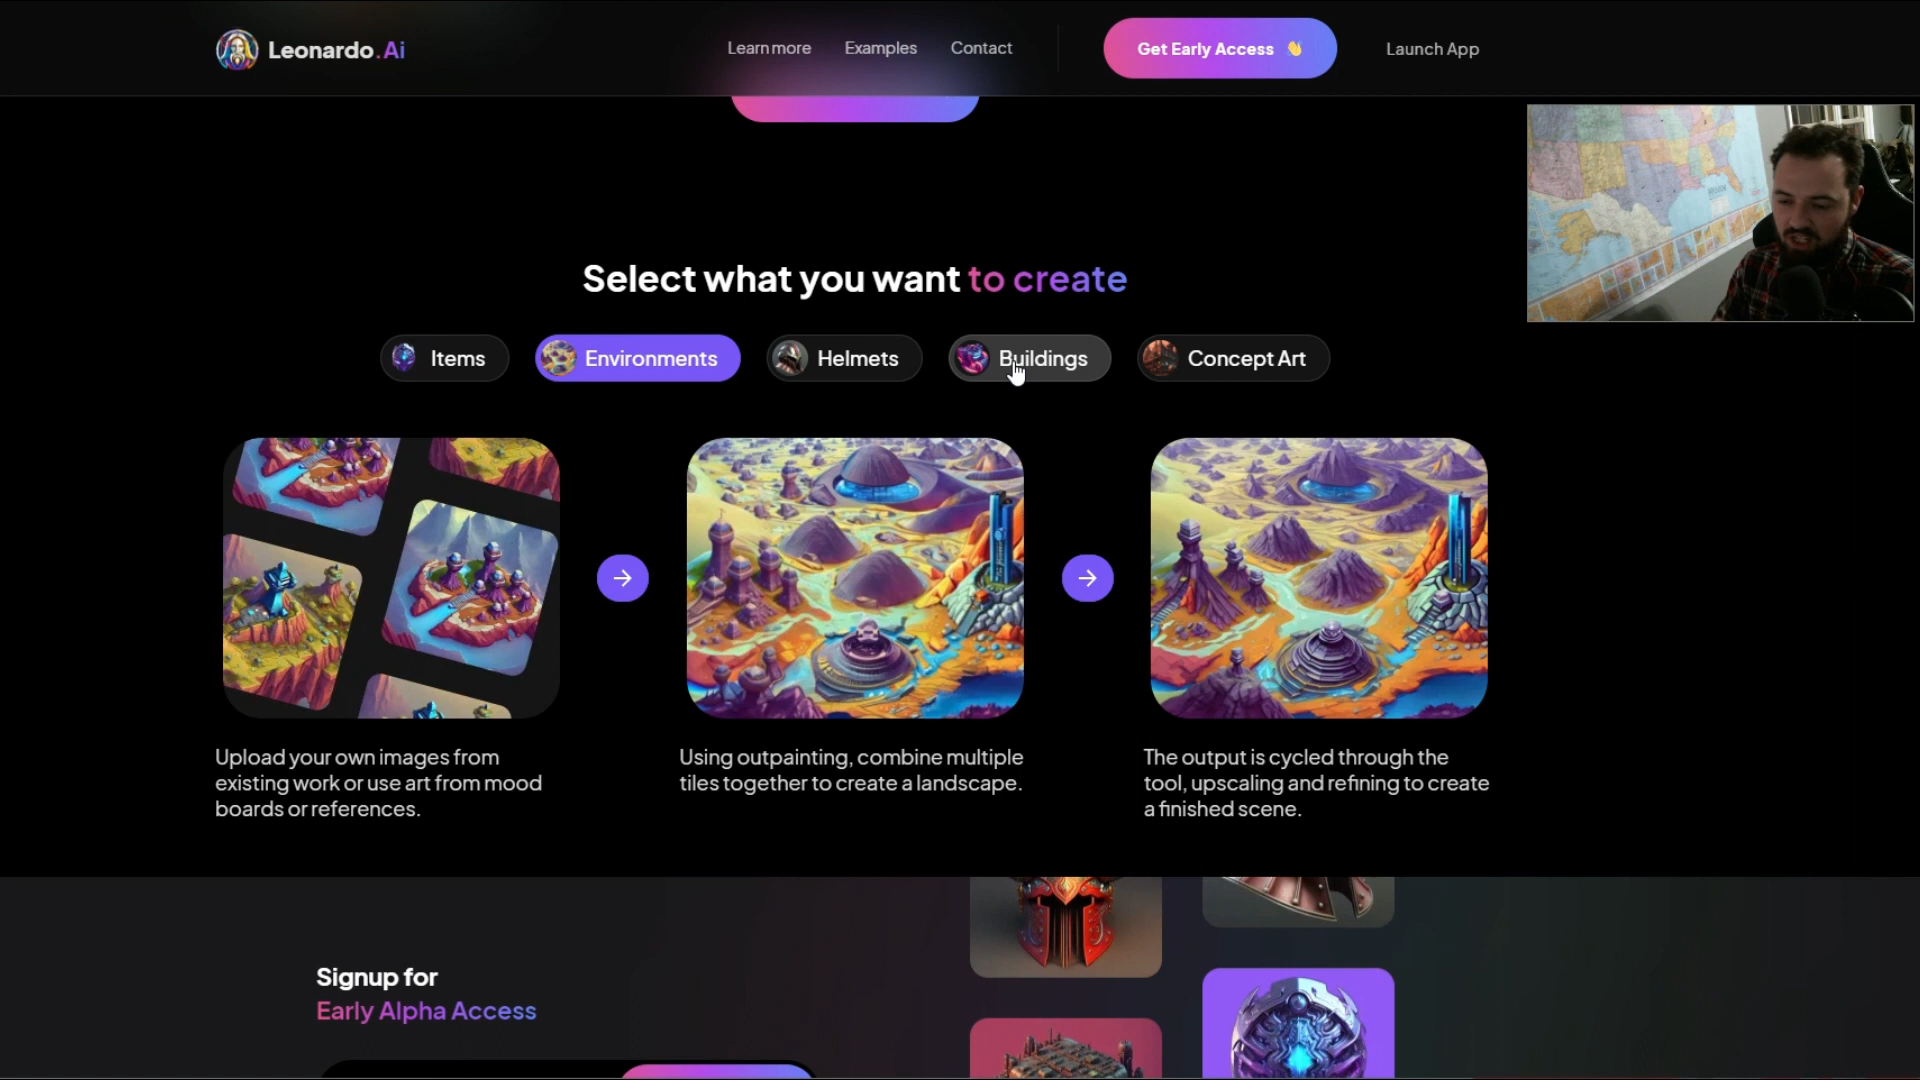 Leonardo.Ai
Learn more
Examples
Contact
Get Early Access 👋
Launch App
Select what you want to create
Items
Environments
Helmets
Buildings
Concept Art
Upload your own images from
existing work or use art from mood
boards or references.
Using outpainting, combine multiple
tiles together to create a landscape.
The output is cycled through the
tool, upscaling and refining to create
a finished scene.
Signup for
Early Alpha Access